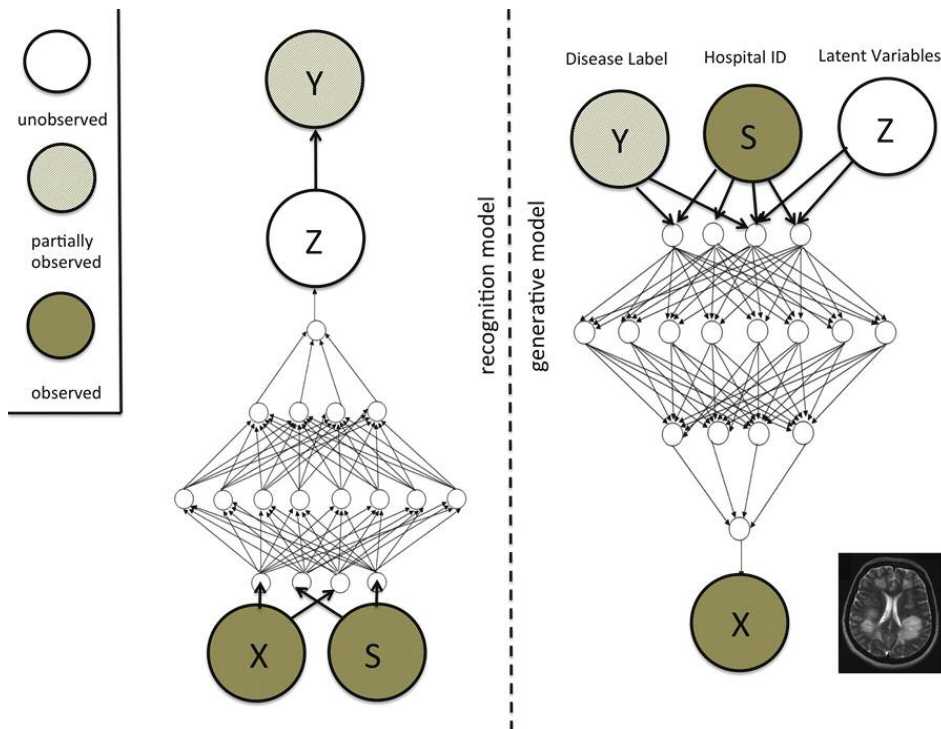 unobserved
partially
observed
observed
Y
Z
X
S
recognition model
generative model
Disease Label
Hospital ID
Latent Variables
Y
S
Z
X